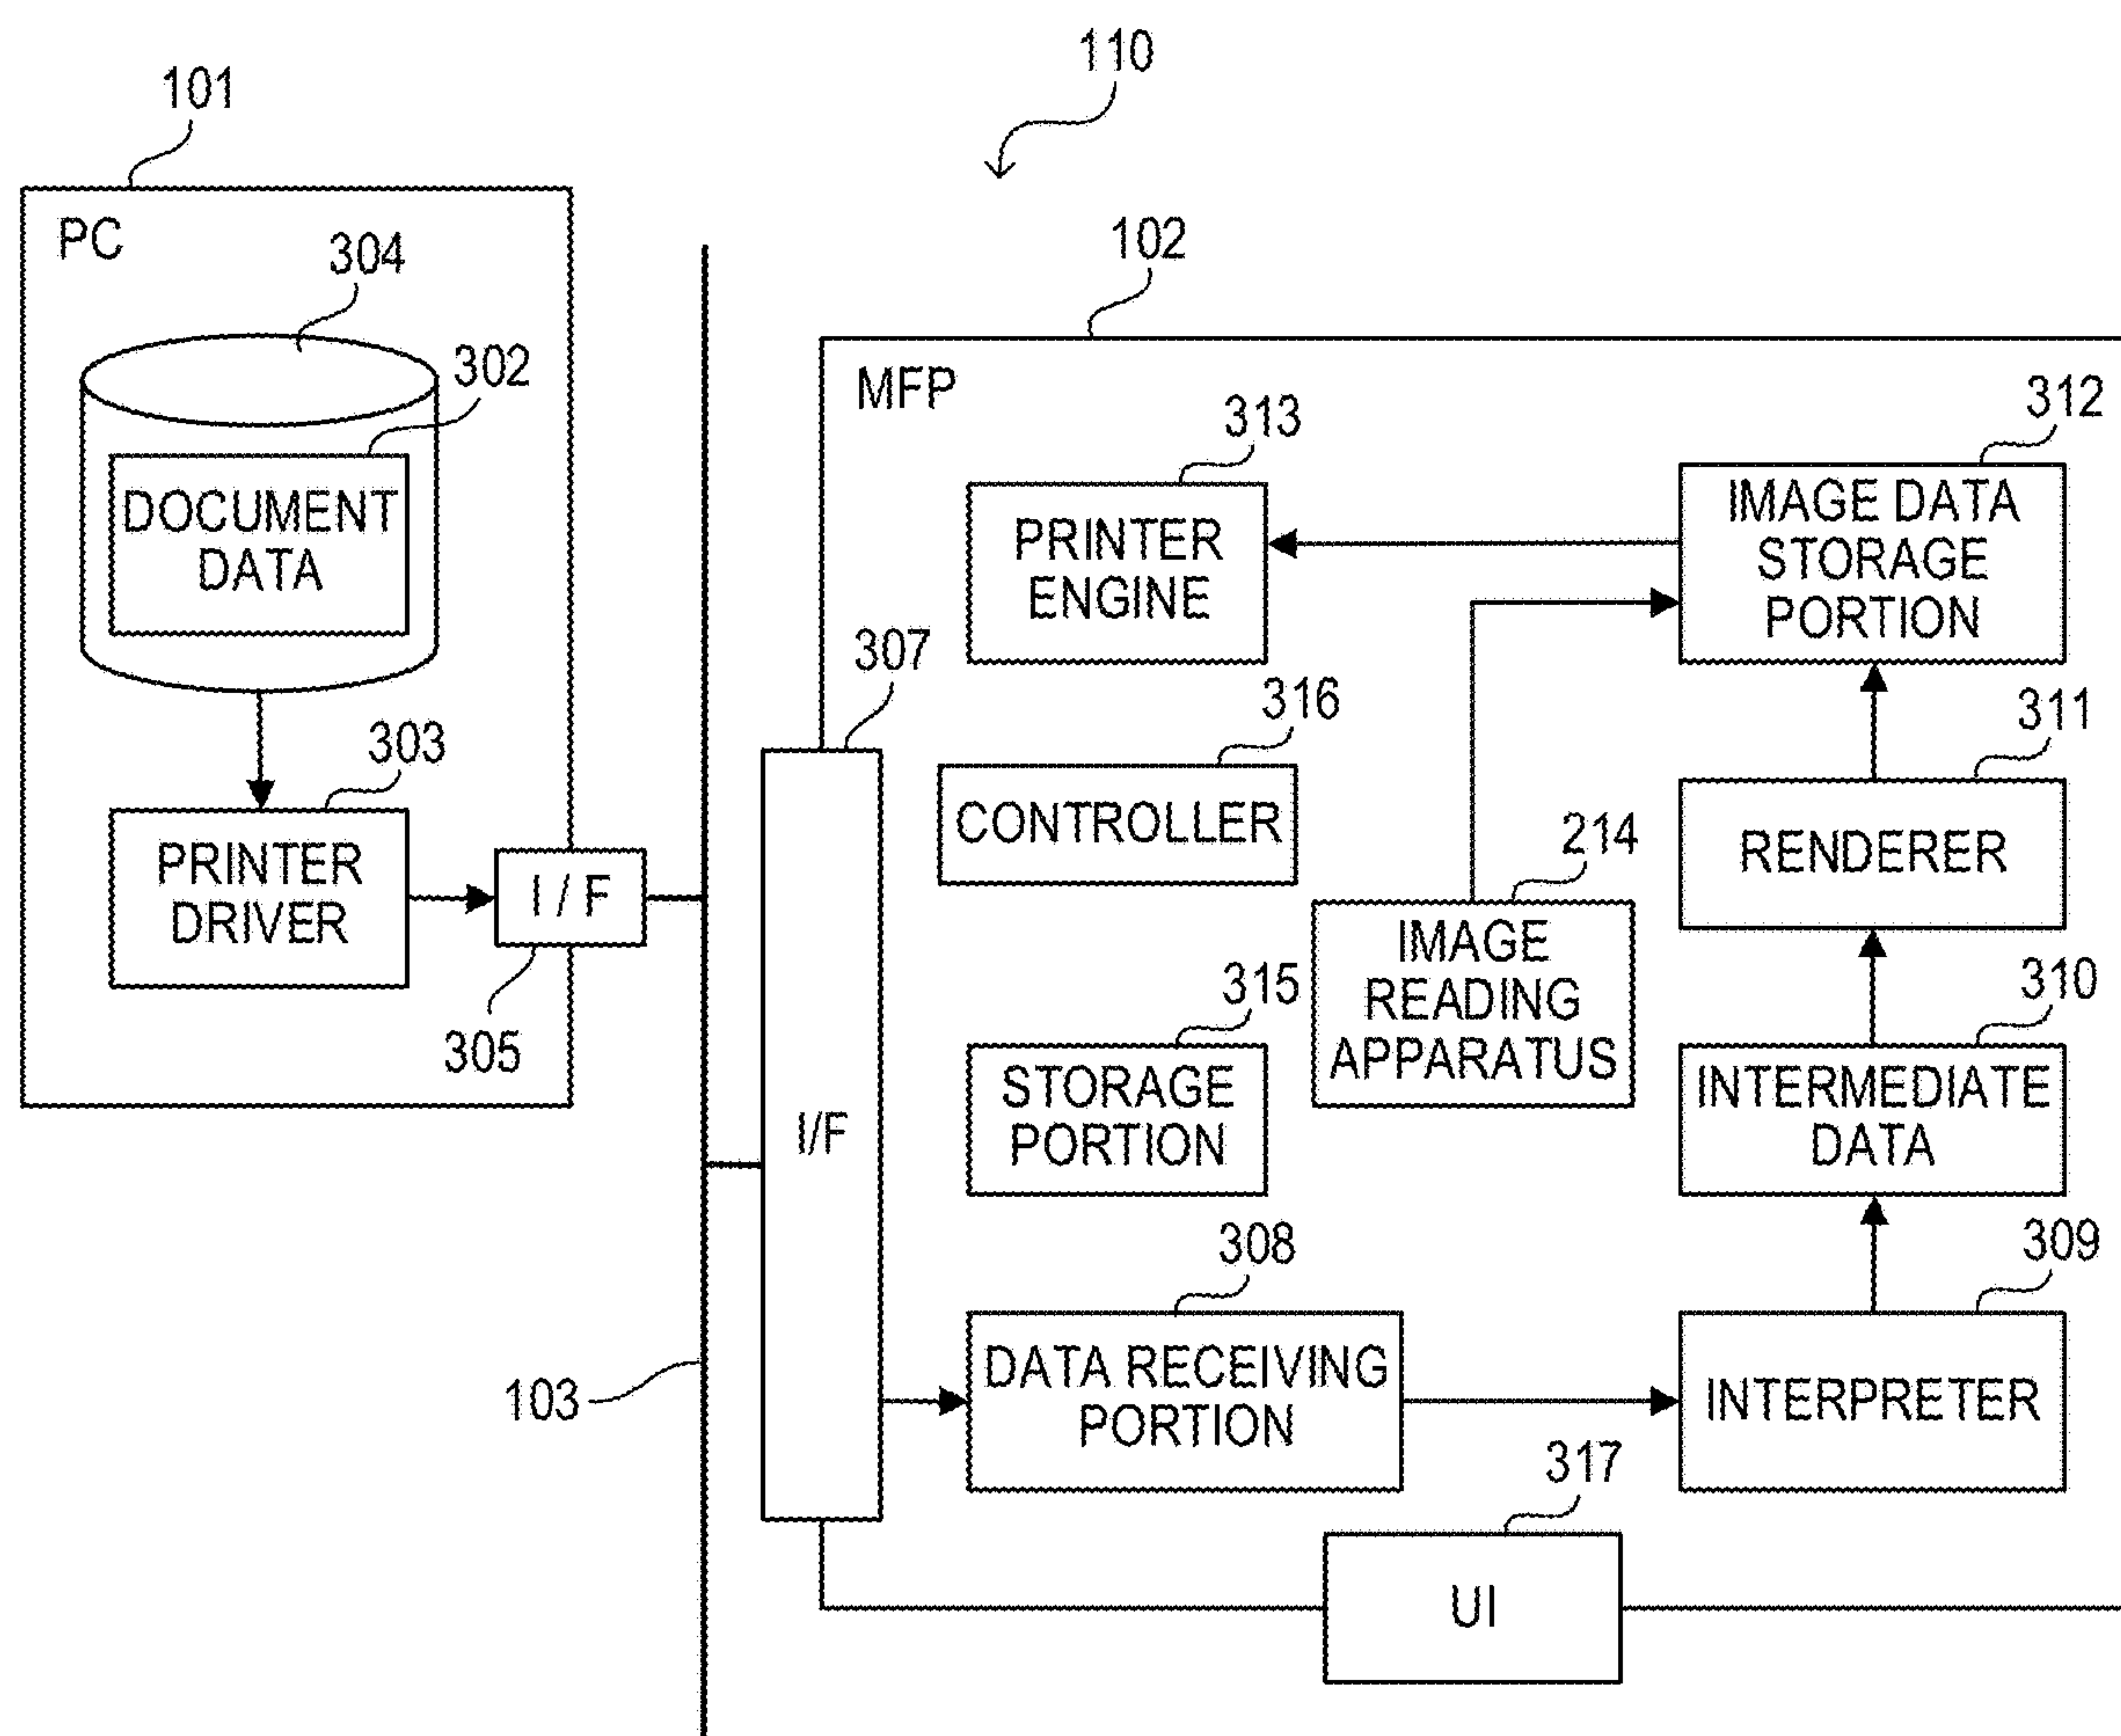 110
101
PC
304
302
DOCUMENT
DATA
303
PRINTER
DRIVER
I / F
305
103
102
MFP
307
I/F
313
PRINTER
ENGINE
312
IMAGE DATA
STORAGE
PORTION
316
CONTROLLER
311
RENDERER
214
IMAGE
READING
APPARATUS
315
STORAGE
PORTION
310
INTERMEDIATE
DATA
308
DATA RECEIVING
PORTION
309
INTERPRETER
317
UI